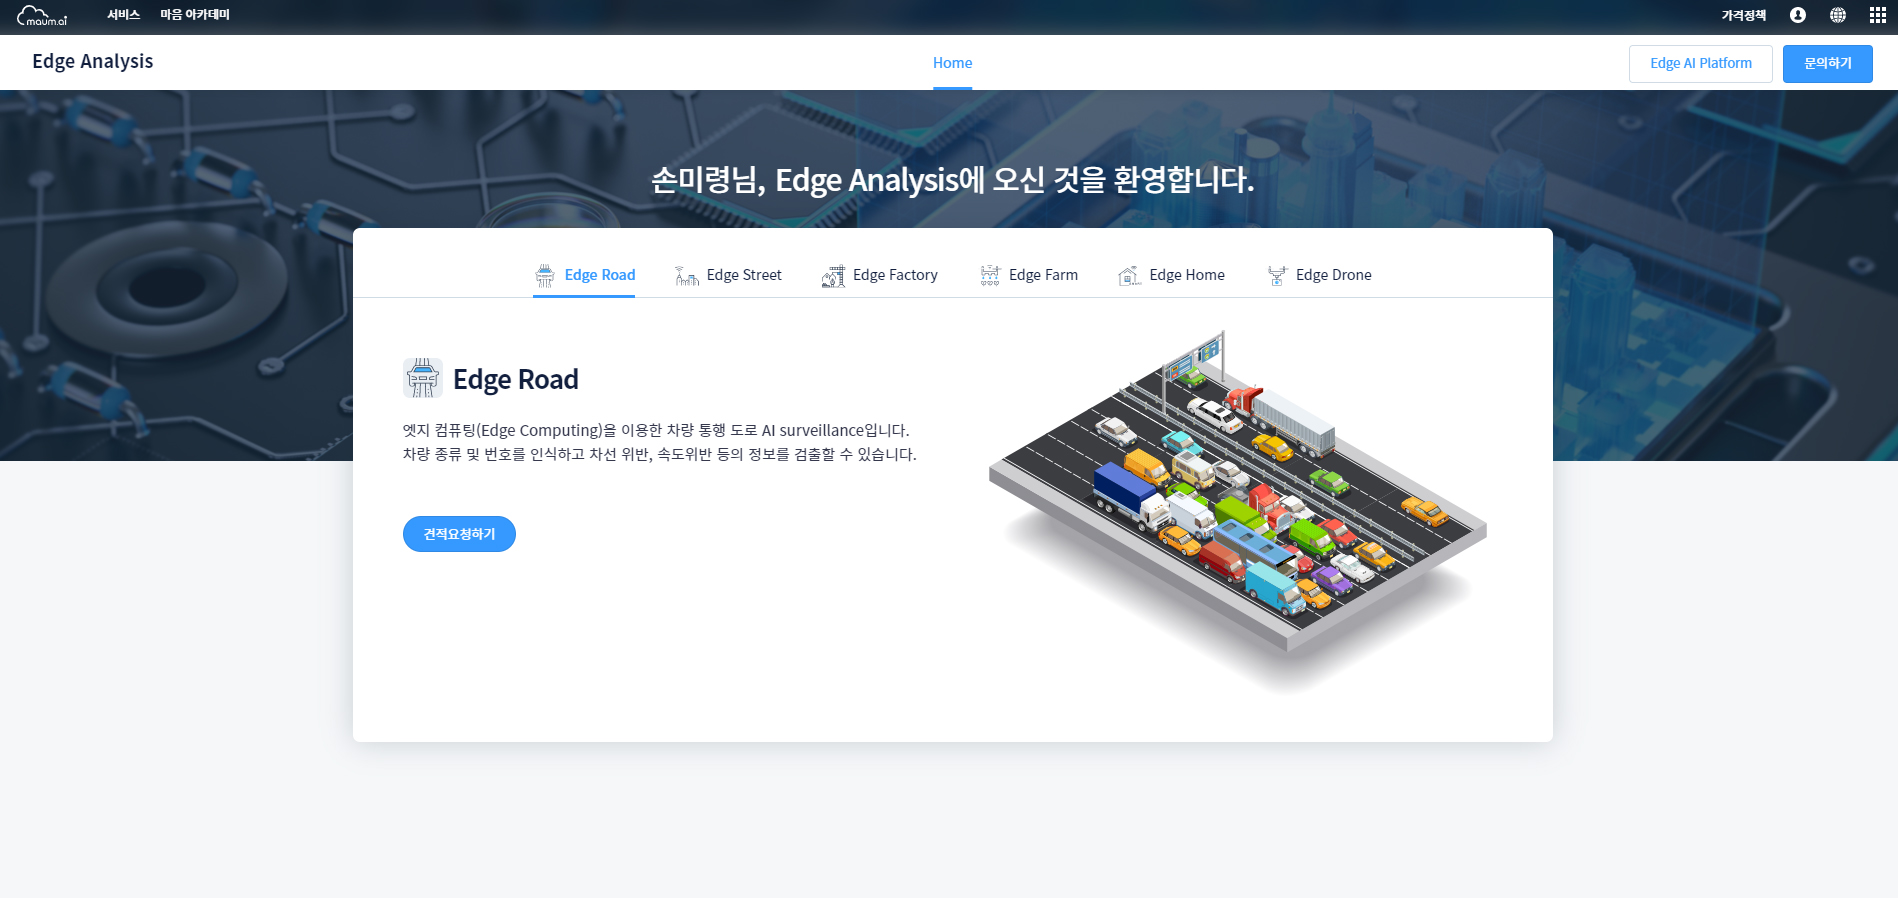 maum.ai 서비스 마음 아카데미 가격정책
Edge Analysis Home Edge AI Platform 문의하기
손미령님, Edge Analysis에 오신 것을 환영합니다.
Edge Road Edge Street Edge Factory Edge Farm Edge Home Edge Drone
Edge Road
엣지 컴퓨팅(Edge Computing)을 이용한 차량 통행 도로 AI surveillance입니다.
차량 종류 및 번호를 인식하고 차선 위반, 속도위반 등의 정보를 검출할 수 있습니다.
견적요청하기